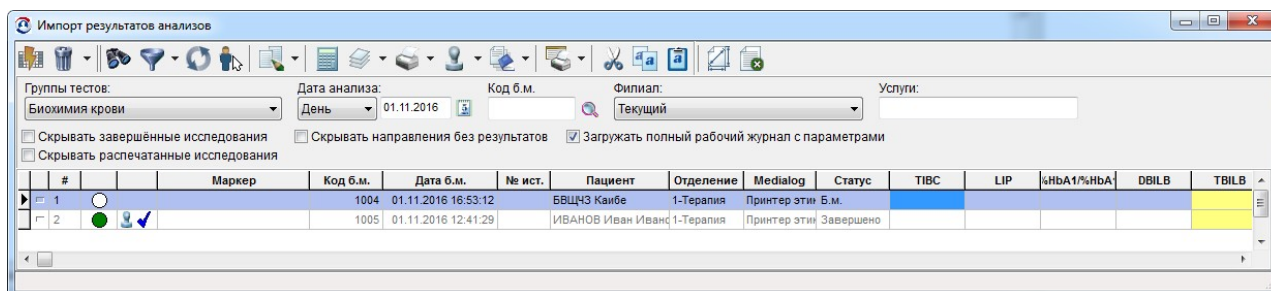 Импорт результатов анализов
Группы тестов: Дата анализа: Код б.м. Филиал: Услуги:
Биохимия крови День 01.11.2016 Текущий
Скрывать завершённые исследования Скрывать направления без результатов Загружать полный рабочий журнал с параметрами
Скрывать распечатанные исследования
# Маркер Код б.м. Дата б.м. № ист. Пациент Отделение Medialog Статус TIBC LIP %HbA1/%HbA1 DBILB TBILB
1 1004 01.11.2016 16:53:12 БВЩЧЗ Каибе 1-Терапия Принтер эти Б.м.
2 1005 01.11.2016 12:41:29 ИВАНОВ Иван Иванс 1-Терапия Принтер эти Завершено